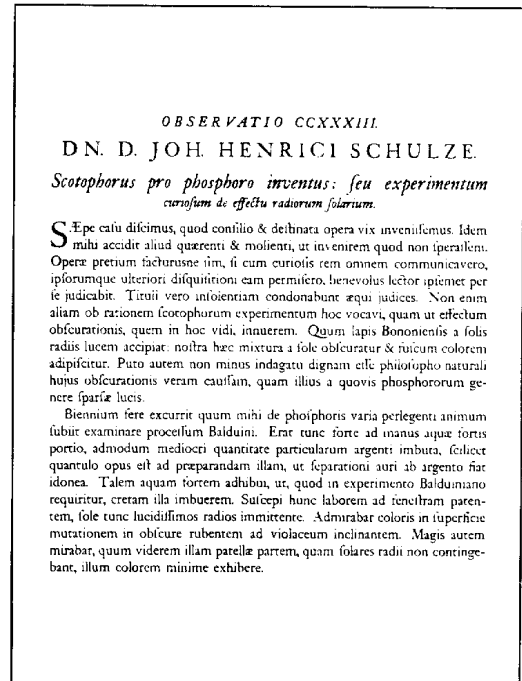 OBSERVATIO CCXXXIII.
DN. D. JOH. HENRICI SCHULZE.
Scotophorus pro phosphoro inventus: ſeu experimentum
curioſum de effectu radiorum ſolarium.
SÆpe caſu diſcimus, quod conſilio & deſtinata opera vix inveniſſemus. Idem
mihi accidit aliud quærenti & molienti, ut invenirem quod non ſperaſſem.
Operæ pretium facturusne ſim, ſi cum curioſis rem omnem communicavero,
ipſorumque ulteriori diſquiſitioni eam permiſero, benevolus lector ipſemet per
ſe judicabit. Tituli vero inſolentiam condonabunt æqui judices. Non enim
aliam ob rationem ſcotophorum experimentum hoc vocavi, quam ut effectum
obſcurationis, quem in hoc vidi, innuerem. Quum lapis Bononienſis a ſolis
radiis lucem accipiat: noſtra hæc mixtura a ſole obſcuratur & fuſcum colorem
adipiſcitur. Puto autem non minus indagatu dignam eſſe philoſopho naturali
hujus obſcurationis veram cauſſam, quam illius a quovis phosphororum ge-
nere ſparſæ lucis.
Biennium fere excurrit quum mihi de phoſphoris varia perlegenti animum
ſubiit examinare proceſſum Balduini. Erat tunc forte ad manus aquæ fortis
portio, admodum mediocri quantitate particularum argenti imbuta, ſcilicet
quantulo opus eſt ad præparandam illam, ut ſeparationi auri ab argento fiat
idonea. Talem aquam fortem adhibui, ut, quod in experimento Balduiniano
requiritur, cretam illa imbuerem. Suſcepi hunc laborem ad feneſtram paten-
tem, ſole tunc lucidiſſimos radios immittente. Admirabar coloris in ſuperficie
mutationem in obſcure rubentem ad violaceum inclinantem. Magis autem
mirabar, quum viderem illam patellæ partem, quam ſolares radii non continge-
bant, illum colorem minime exhibere.